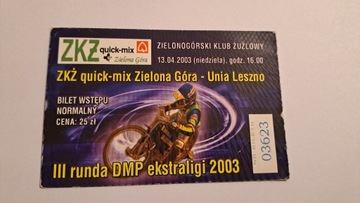 ZKŻ quick-mix
Zielona Góra
ZIELONOGÓRSKI KLUB ŻUŻLOWY
13.04.2003 (niedziela), godz. 16.00
ZKŻ quick-mix Zielona Góra - Unia Leszno
BILET WSTĘPU
NORMALNY
CENA: 25 zł
03623
III runda DMP ekstraligi 2003